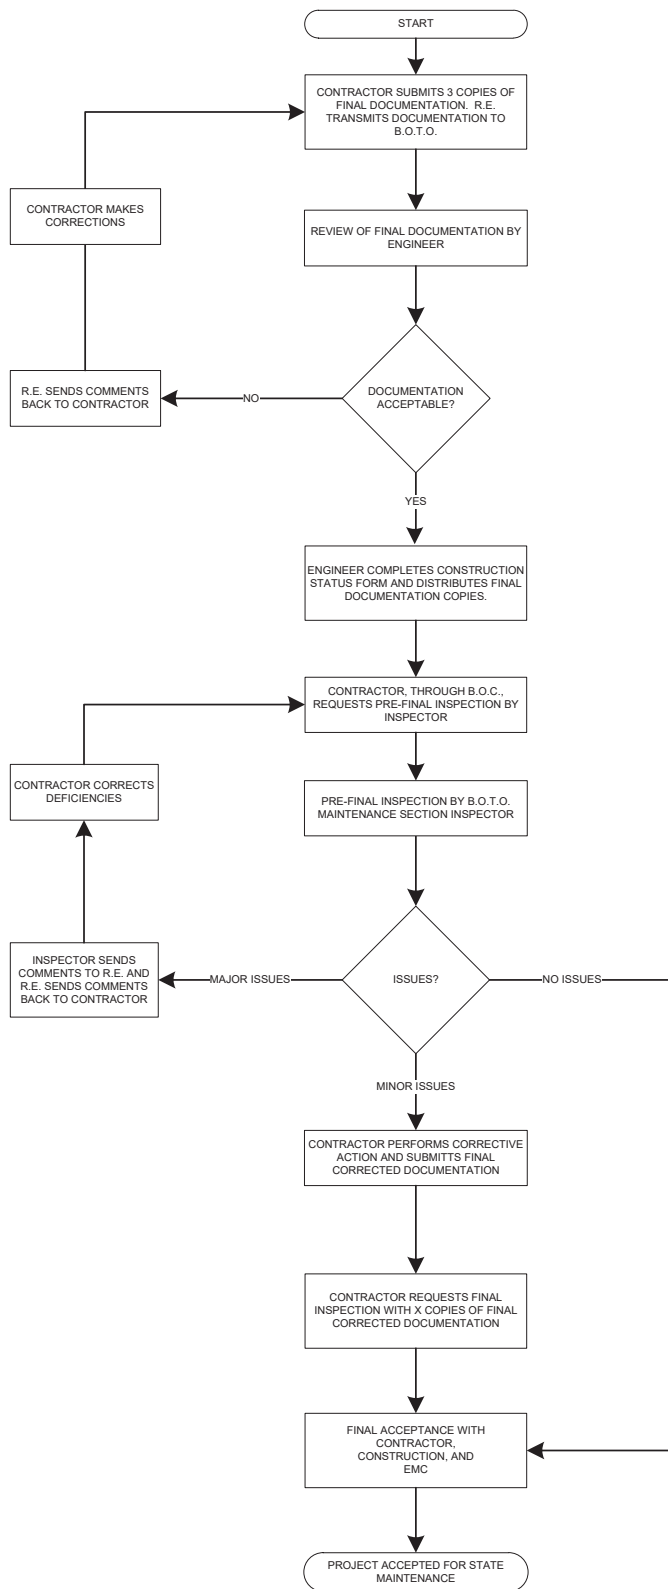 START
CONTRACTOR SUBMITS 3 COPIES OF
FINAL DOCUMENTATION. R.E.
TRANSMITS DOCUMENTATION TO
B.O.T.O.
CONTRACTOR MAKES
CORRECTIONS
REVIEW OF FINAL DOCUMENTATION BY
ENGINEER
R.E. SENDS COMMENTS
BACK TO CONTRACTOR
NO
DOCUMENTATION
ACCEPTABLE?
YES
ENGINEER COMPLETES CONSTRUCTION
STATUS FORM AND DISTRIBUTES FINAL
DOCUMENTATION COPIES.
CONTRACTOR, THROUGH B.O.C.,
REQUESTS PRE-FINAL INSPECTION BY
INSPECTOR
CONTRACTOR CORRECTS
DEFICIENCIES
PRE-FINAL INSPECTION BY B.O.T.O.
MAINTENANCE SECTION INSPECTOR
INSPECTOR SENDS
COMMENTS TO R.E. AND
R.E. SENDS COMMENTS
BACK TO CONTRACTOR
MAJOR ISSUES
ISSUES?
NO ISSUES
MINOR ISSUES
CONTRACTOR PERFORMS CORRECTIVE
ACTION AND SUBMITTS FINAL
CORRECTED DOCUMENTATION
CONTRACTOR REQUESTS FINAL
INSPECTION WITH X COPIES OF FINAL
CORRECTED DOCUMENTATION
FINAL ACCEPTANCE WITH
CONTRACTOR,
CONSTRUCTION, AND
EMC
PROJECT ACCEPTED FOR STATE
MAINTENANCE